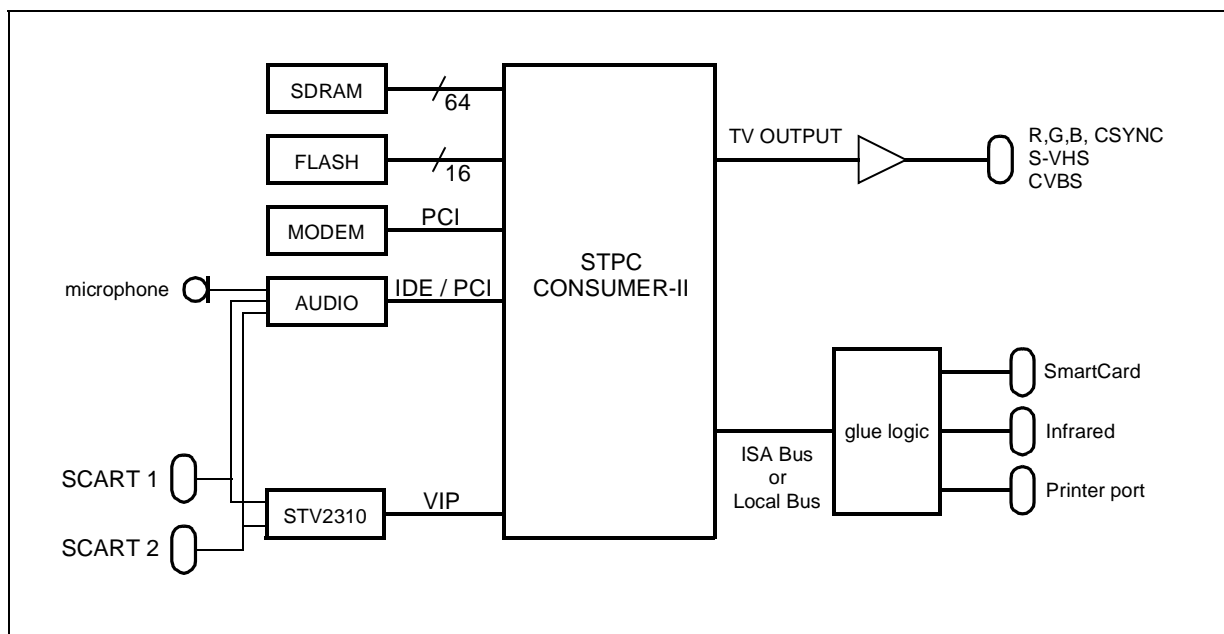 SDRAM
64
FLASH
16
MODEM
PCI
microphone
AUDIO
IDE / PCI
SCART 1
SCART 2
STV2310
VIP
STPC
CONSUMER-II
TV OUTPUT
R,G,B, CSYNC
S-VHS
CVBS
ISA Bus
or
Local Bus
glue logic
SmartCard
Infrared
Printer port